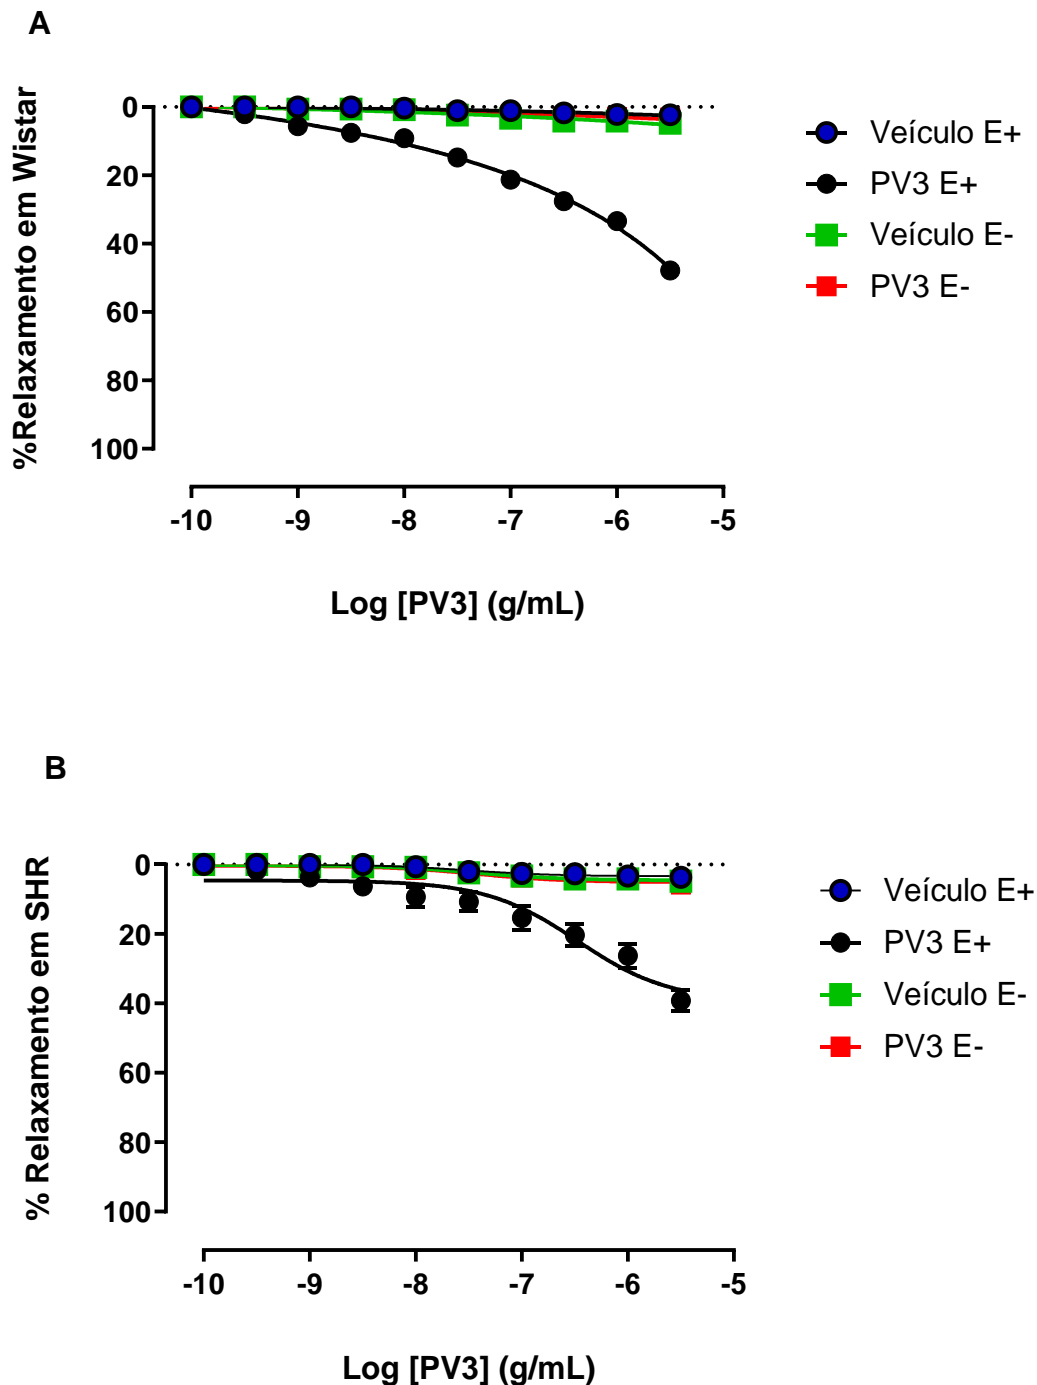 A
%Relaxamento em Wistar
0
20
40
60
80
100
-10 -9 -8 -7 -6 -5
Log [PV3] (g/mL)
Veículo E+
PV3 E+
Veículo E-
PV3 E-
B
% Relaxamento em SHR
0
20
40
60
80
100
-10 -9 -8 -7 -6 -5
Log [PV3] (g/mL)
Veículo E+
PV3 E+
Veículo E-
PV3 E-